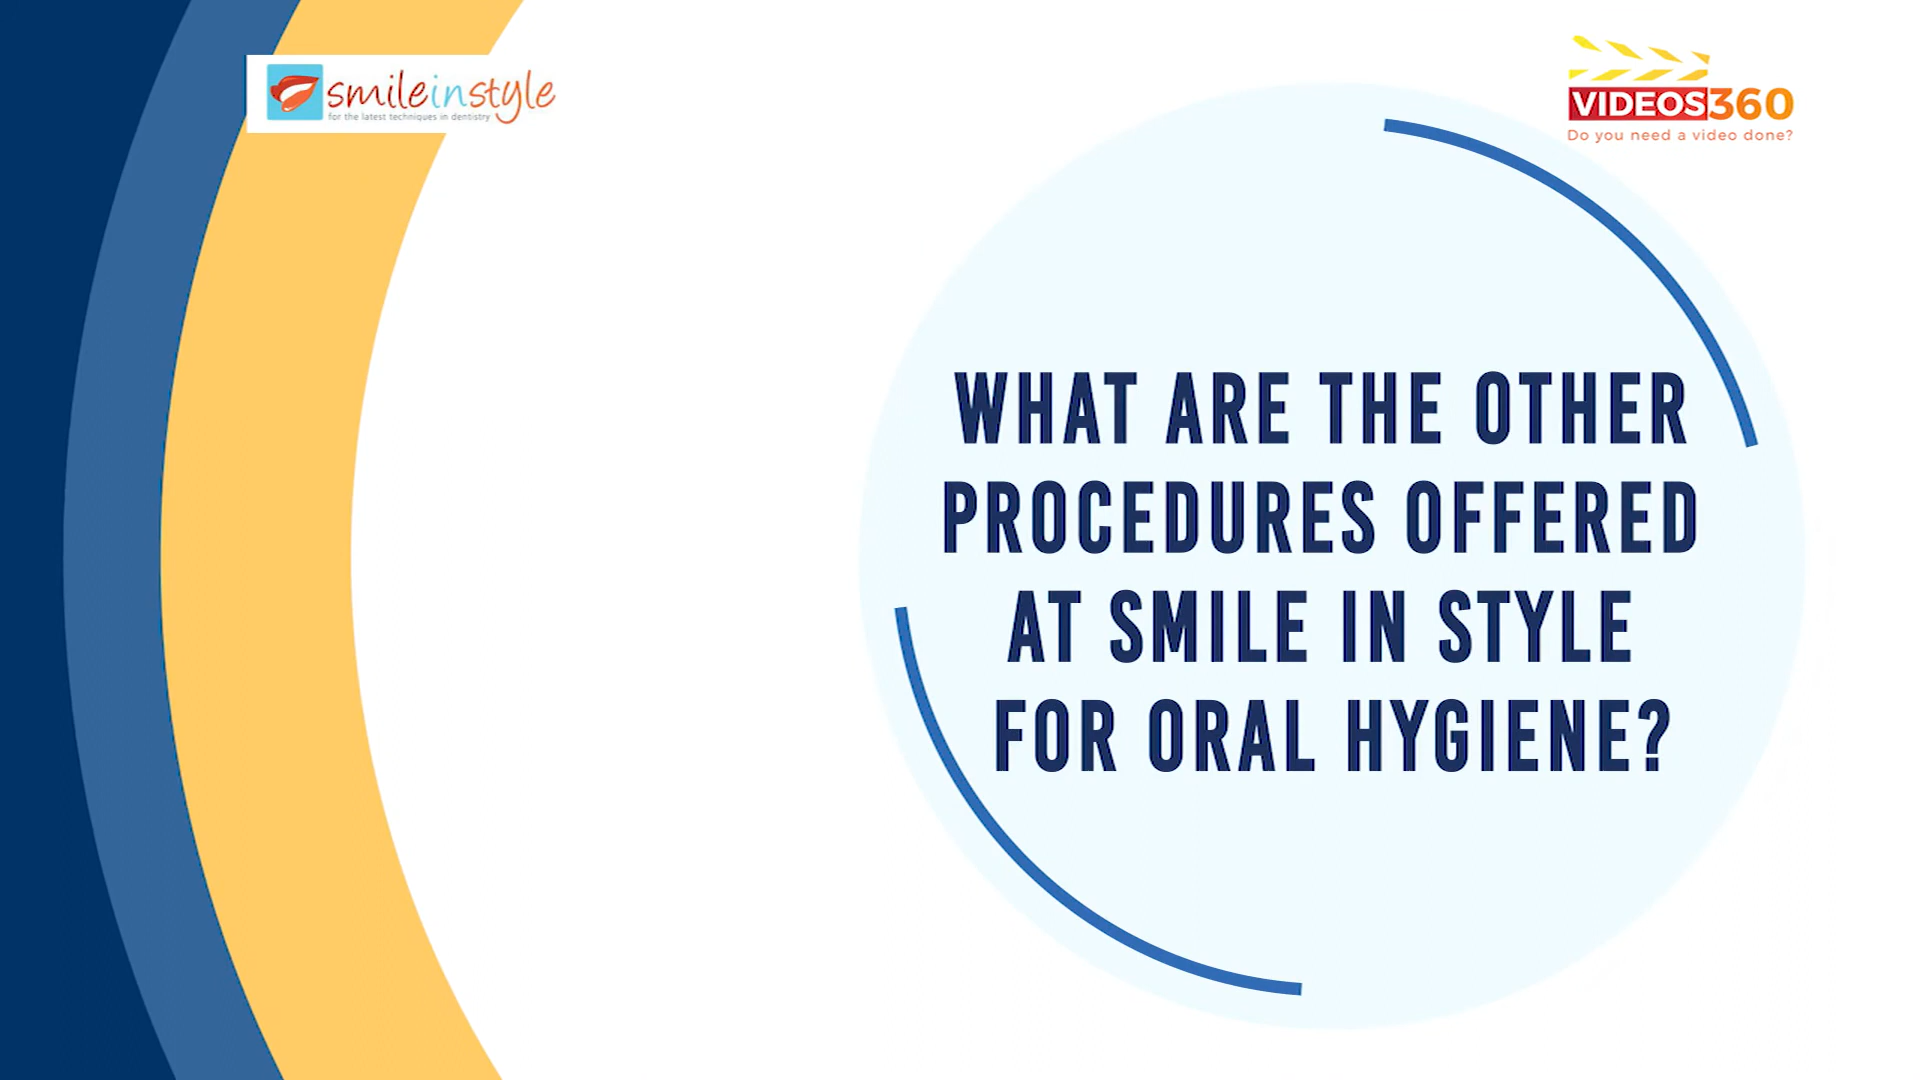 smileinstyle
for the latest techniques in dentistry
VIDEOS360
Do you need a video done?
WHAT ARE THE OTHER
PROCEDURES OFFERED
AT SMILE IN STYLE
FOR ORAL HYGIENE?